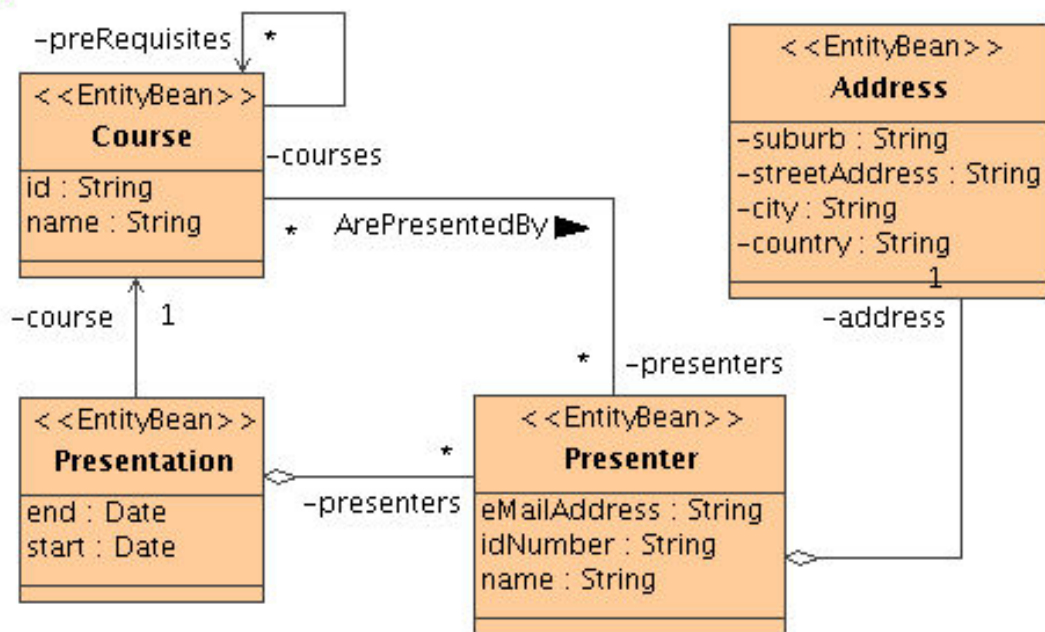 -preRequisites
*
<<EntityBean>>
Course
id : String
name : String
-courses
*
ArePresentedBy
<<EntityBean>>
Address
-suburb : String
-streetAddress : String
-city : String
-country : String
1
-address
-course
1
*
-presenters
<<EntityBean>>
Presentation
end : Date
start : Date
*
-presenters
<<EntityBean>>
Presenter
eMailAddress : String
idNumber : String
name : String